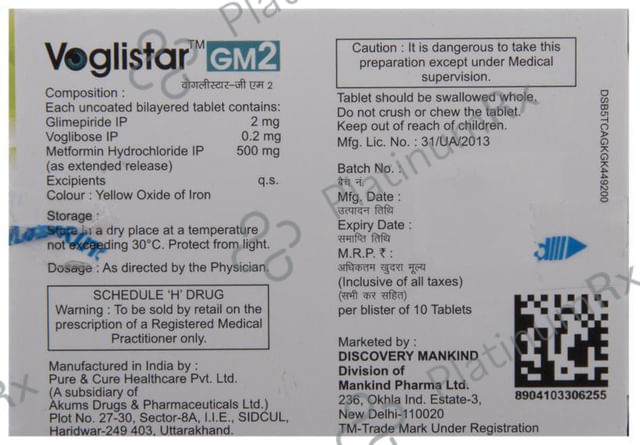 Voglistar™ GM2
वोगलीस्टार-जी एम 2
Composition :
Each uncoated bilayered tablet contains:
Glimepiride IP 2 mg
Voglibose IP 0.2 mg
Metformin Hydrochloride IP 500 mg
(as extended release)
Excipients q.s.
Colour : Yellow Oxide of Iron
Storage :
Store in a dry place at a temperature
not exceeding 30°C. Protect from light.
Dosage : As directed by the Physician.
SCHEDULE 'H' DRUG
Warning : To be sold by retail on the
prescription of a Registered Medical
Practitioner only.
Manufactured in India by :
Pure & Cure Healthcare Pvt. Ltd.
(A subsidiary of
Akums Drugs & Pharmaceuticals Ltd.)
Plot No. 27-30, Sector-8A, I.I.E., SIDCUL,
Haridwar-249 403, Uttarakhand.
Caution : It is dangerous to take this
preparation except under Medical
supervision.
Tablet should be swallowed whole.
Do not crush or chew the tablet.
Keep out of reach of children.
Mfg. Lic. No. : 31/UA/2013
Batch No. :
बैच नं.
Mfg. Date :
उत्पादन तिथि
Expiry Date :
समाप्ति तिथि
M.R.P. ₹ :
अधिकतम खुदरा मूल्य
(Inclusive of all taxes)
(सभी कर सहित)
per blister of 10 Tablets
Marketed by :
DISCOVERY MANKIND
Division of
Mankind Pharma Ltd.
236, Okhla Ind. Estate-3,
New Delhi-110020
TM-Trade Mark Under Registration
DSB5TCAGKGK449200
8904103306255
PlatinumRx
PlatinumRx
PlatinumRx